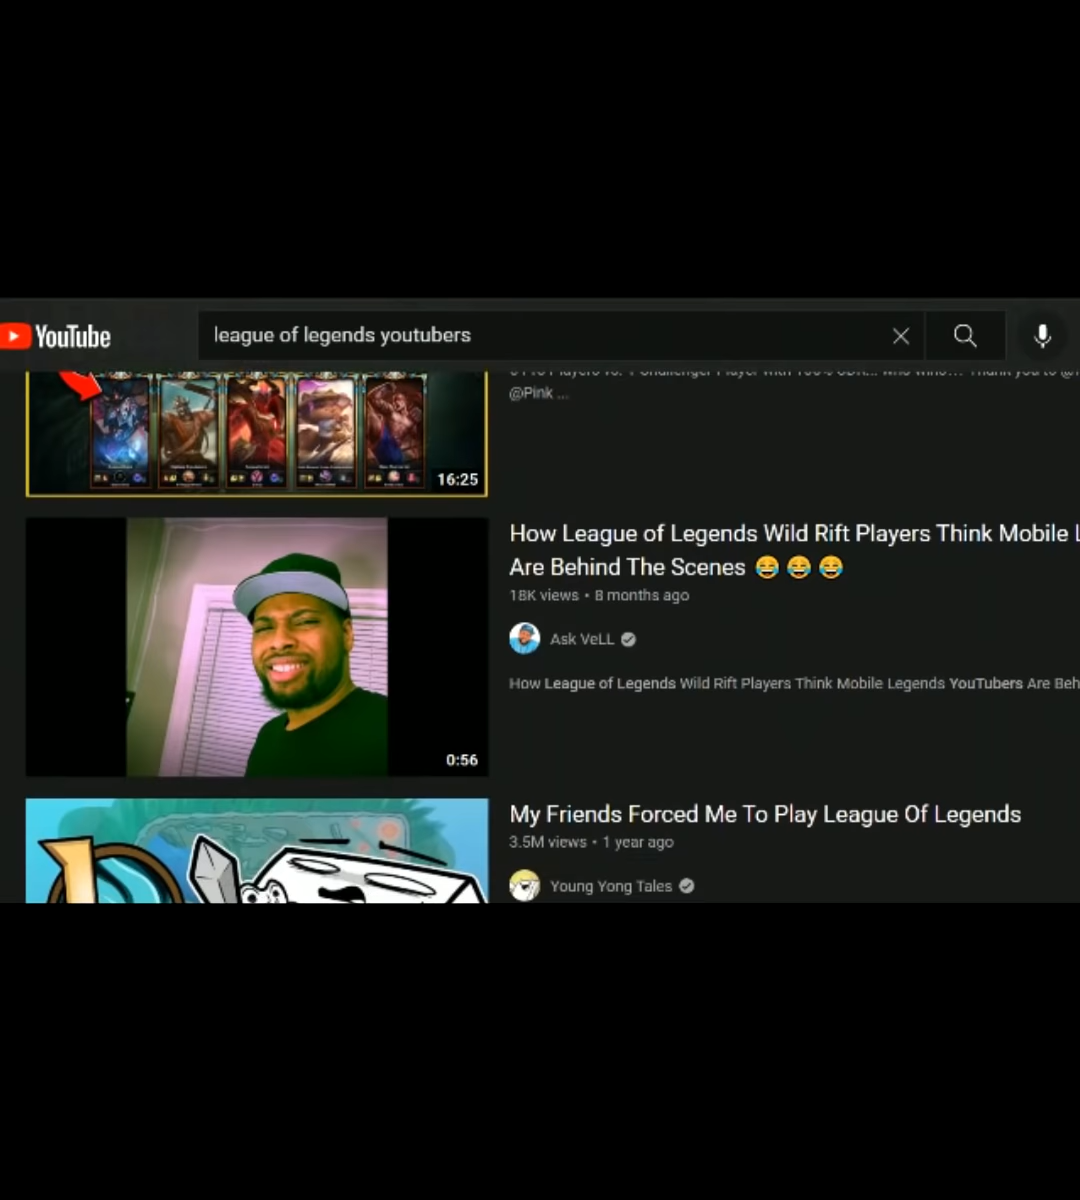 YouTube
league of legends youtubers
@Pink ...
16:25
How League of Legends Wild Rift Players Think Mobile L
Are Behind The Scenes 😂 😂 😂
18K views • 8 months ago
Ask VeLL
How League of Legends Wild Rift Players Think Mobile Legends YouTubers Are Beh
0:56
My Friends Forced Me To Play League Of Legends
3.5M views • 1 year ago
Young Yong Tales